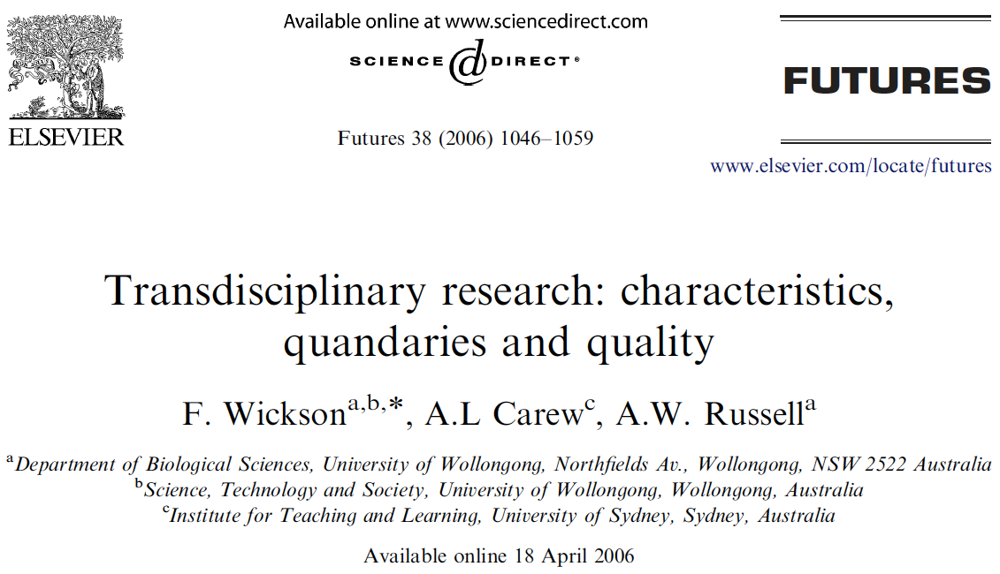 Available online at www.sciencedirect.com
SCIENCE DIRECT®
ELSEVIER
FUTURES
Futures 38 (2006) 1046–1059
www.elsevier.com/locate/futures
Transdisciplinary research: characteristics,
quandaries and quality
F. Wickson^a,b,*, A.L Carew^c, A.W. Russell^a
^a Department of Biological Sciences, University of Wollongong, Northfields Av., Wollongong, NSW 2522 Australia
^b Science, Technology and Society, University of Wollongong, Wollongong, Australia
^c Institute for Teaching and Learning, University of Sydney, Sydney, Australia
Available online 18 April 2006